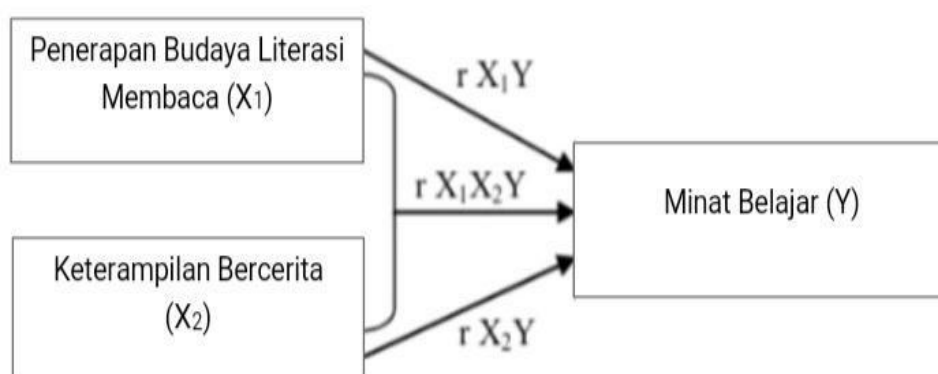 Penerapan Budaya Literasi
Membaca (X₁)
r X₁Y
r X₁X₂Y
Minat Belajar (Y)
Keterampilan Bercerita
(X₂)
r X₂Y